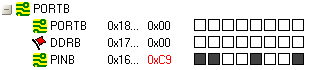 PORTB
PORTB 0x18... 0x00
DDRB 0x17... 0x00
PINB 0x16... 0xC9